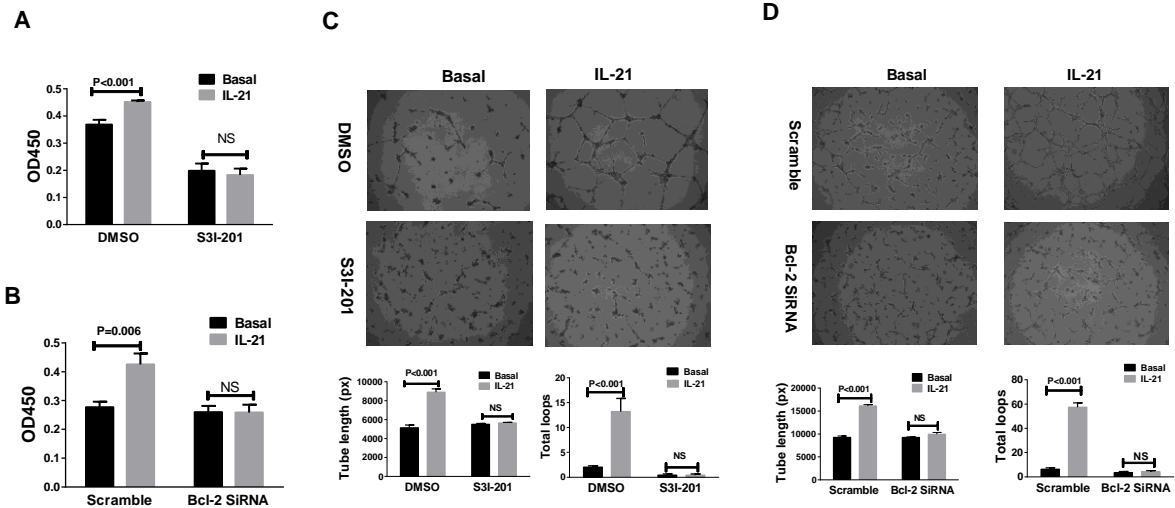 A
P<0.001
Basal
IL-21
NS
OD450
0.5
0.4
0.3
0.2
0.1
0.0
DMSO
S3I-201
B
P=0.006
Basal
IL-21
NS
OD450
0.5
0.4
0.3
0.2
0.1
0.0
Scramble
Bcl-2 SiRNA
C
Basal
IL-21
DMSO
S3I-201
Tube length (px)
10000
8000
6000
4000
2000
0
P<0.001
Basal
IL-21
NS
DMSO
S3I-201
Total loops
20
15
10
5
0
P<0.001
Basal
IL-21
NS
DMSO
S3I-201
D
Basal
IL-21
Scramble
Bcl-2 SiRNA
Tube length (px)
20000
15000
10000
5000
0
P<0.001
Basal
IL-21
NS
Scramble
Bcl-2 SiRNA
Total loops
80
60
40
20
0
P<0.001
Basal
IL-21
NS
Scramble
Bcl-2 SiRNA